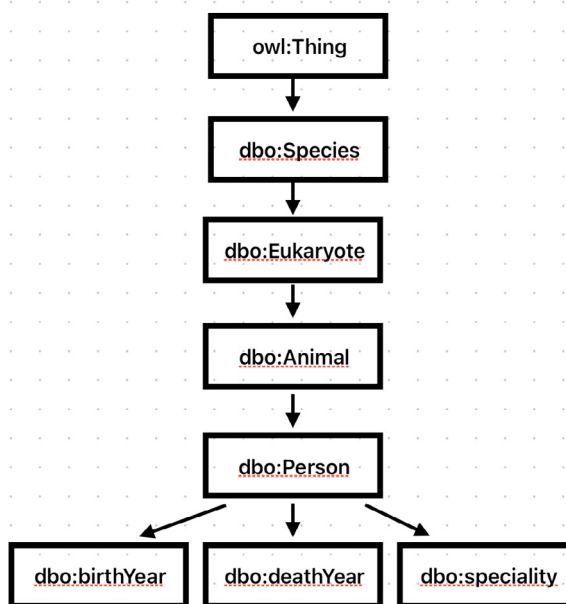 owl:Thing
dbo:Species
dbo:Eukaryote
dbo:Animal
dbo:Person
dbo:birthYear dbo:deathYear dbo:speciality